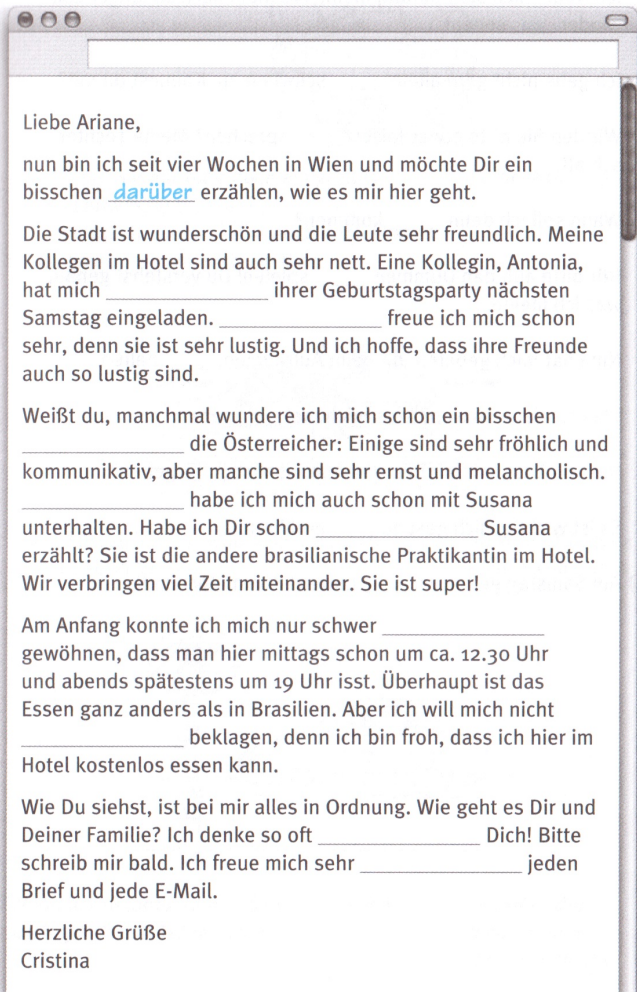 Liebe Ariane,
nun bin ich seit vier Wochen in Wien und möchte Dir ein
bisschen darüber erzählen, wie es mir hier geht.
Die Stadt ist wunderschön und die Leute sehr freundlich. Meine
Kollegen im Hotel sind auch sehr nett. Eine Kollegin, Antonia,
hat mich _______________ ihrer Geburtstagsparty nächsten
Samstag eingeladen. _______________ freue ich mich schon
sehr, denn sie ist sehr lustig. Und ich hoffe, dass ihre Freunde
auch so lustig sind.
Weißt du, manchmal wundere ich mich schon ein bisschen
_______________ die Österreicher: Einige sind sehr fröhlich und
kommunikativ, aber manche sind sehr ernst und melancholisch.
_______________ habe ich mich auch schon mit Susana
unterhalten. Habe ich Dir schon _______________ Susana
erzählt? Sie ist die andere brasilianische Praktikantin im Hotel.
Wir verbringen viel Zeit miteinander. Sie ist super!
Am Anfang konnte ich mich nur schwer _______________
gewöhnen, dass man hier mittags schon um ca. 12.30 Uhr
und abends spätestens um 19 Uhr isst. Überhaupt ist das
Essen ganz anders als in Brasilien. Aber ich will mich nicht
_______________ beklagen, denn ich bin froh, dass ich hier im
Hotel kostenlos essen kann.
Wie Du siehst, ist bei mir alles in Ordnung. Wie geht es Dir und
Deiner Familie? Ich denke so oft _______________ Dich! Bitte
schreib mir bald. Ich freue mich sehr _______________ jeden
Brief und jede E-Mail.
Herzliche Grüße
Cristina